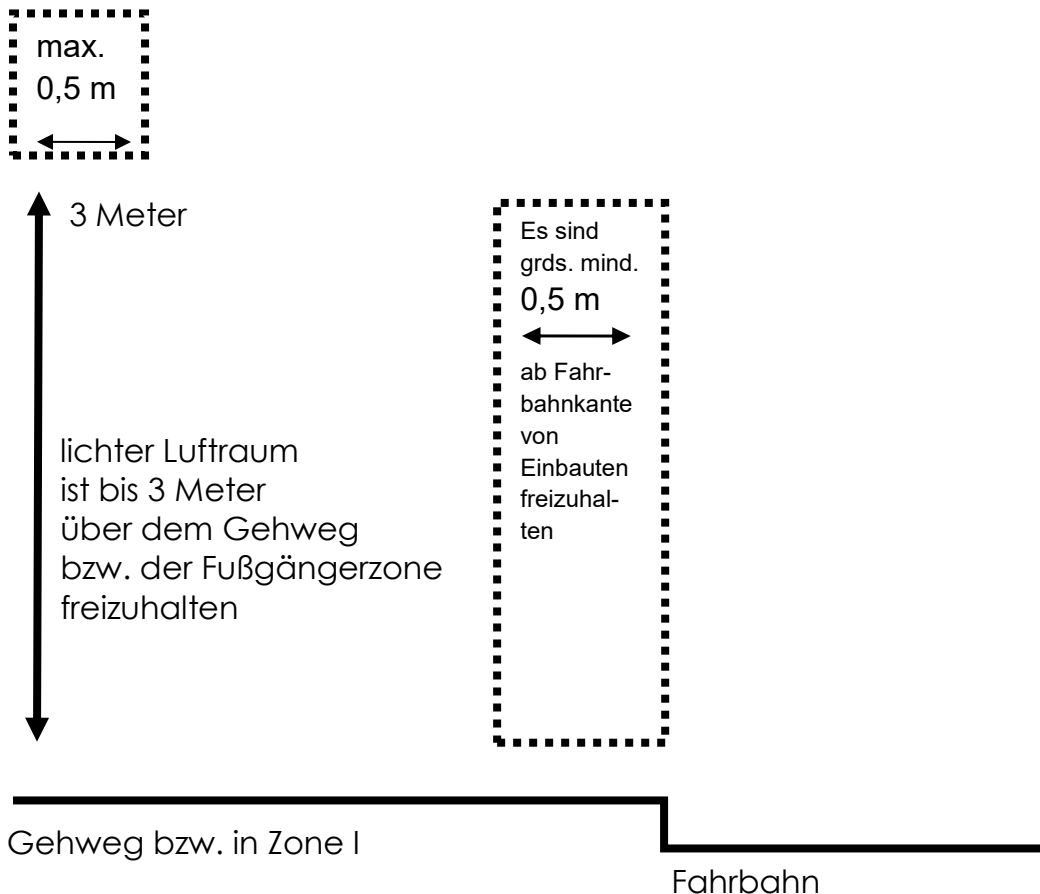 max.
0,5 m
3 Meter
Es sind
grds. mind.
0,5 m
ab Fahr-
bahnkante
von
Einbauten
freizuhal-
ten
lichter Luftraum
ist bis 3 Meter
über dem Gehweg
bzw. der Fußgängerzone
freizuhalten
Gehweg bzw. in Zone I
Fahrbahn